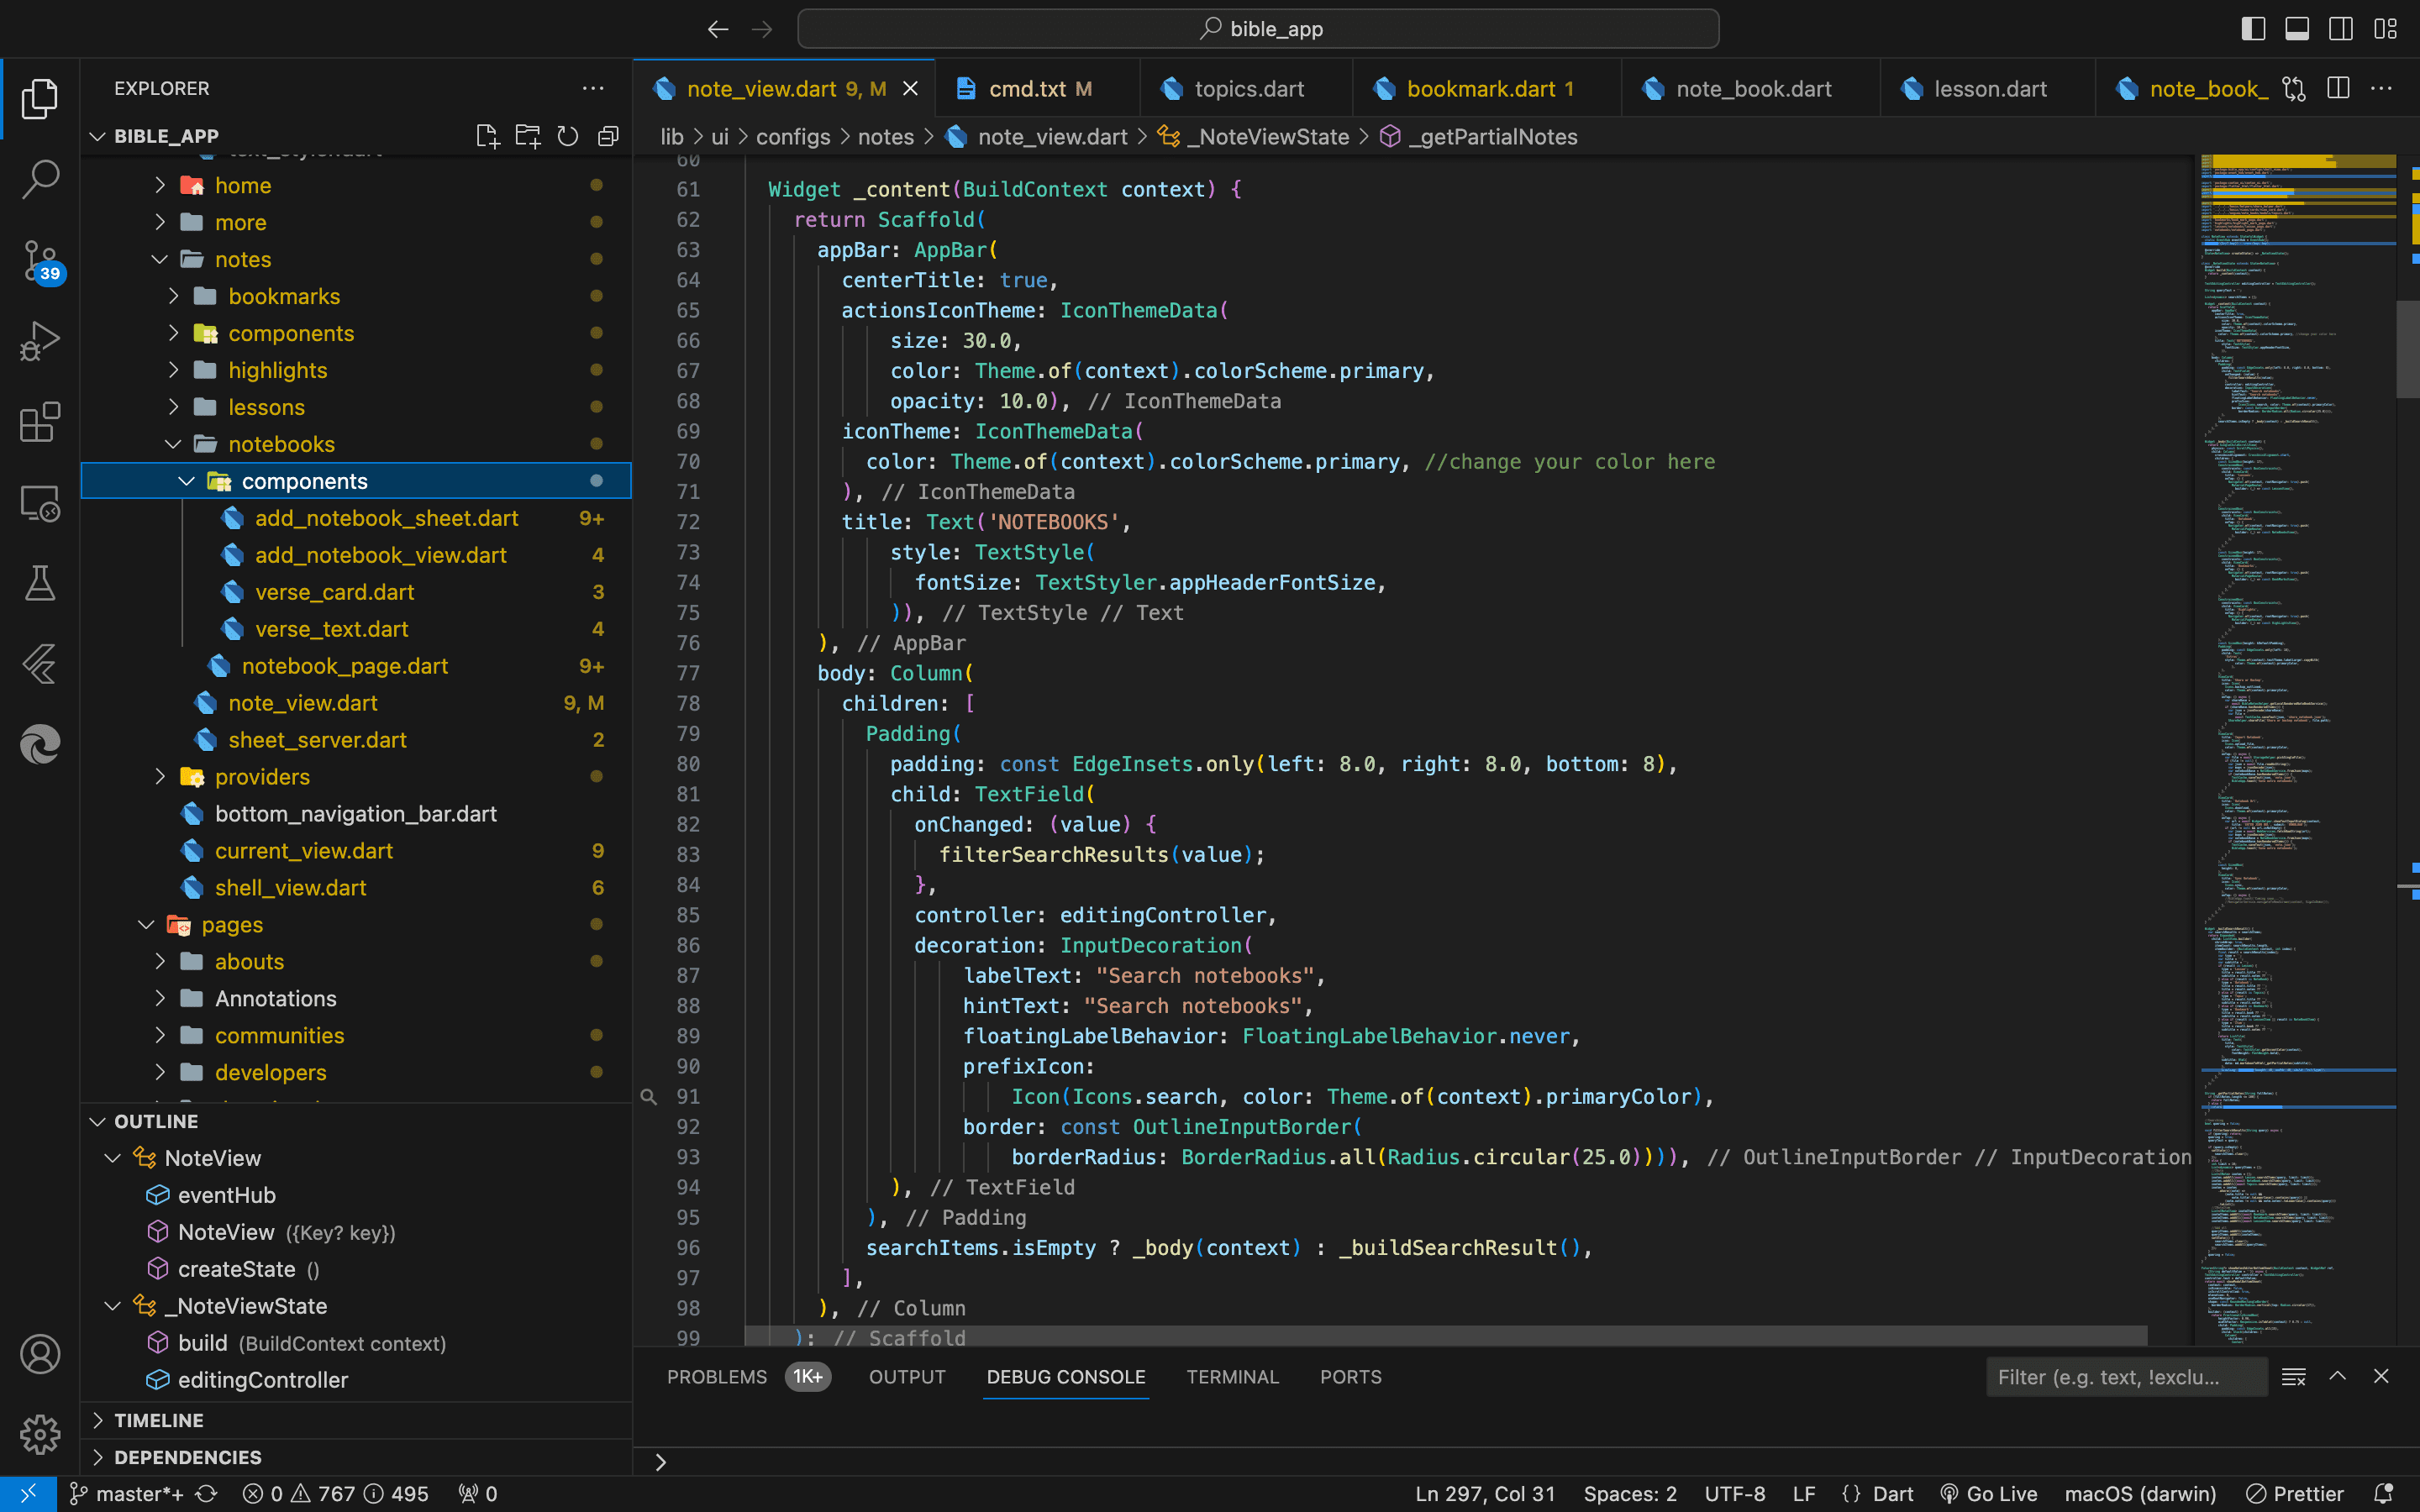 bible_app
EXPLORER
BIBLE_APP
home
more
notes
bookmarks
components
highlights
lessons
notebooks
components
add_notebook_sheet.dart 9+
add_notebook_view.dart 4
verse_card.dart 3
verse_text.dart 4
notebook_page.dart 9+
note_view.dart 9, M
sheet_server.dart 2
providers
bottom_navigation_bar.dart
current_view.dart 9
shell_view.dart 6
pages
abouts
Annotations
communities
developers
39
OUTLINE
NoteView
eventHub
NoteView ({Key? key})
createState ()
_NoteViewState
build (BuildContext context)
editingController
TIMELINE
DEPENDENCIES
note_view.dart 9, M
cmd.txt M
topics.dart
bookmark.dart 1
note_book.dart
lesson.dart
note_book_
lib > ui > configs > notes > note_view.dart > _NoteViewState > _getPartialNotes
60
61 Widget _content(BuildContext context) {
62 return Scaffold(
63 appBar: AppBar(
64 centerTitle: true,
65 actionsIconTheme: IconThemeData(
66 size: 30.0,
67 color: Theme.of(context).colorScheme.primary,
68 opacity: 10.0), // IconThemeData
69 iconTheme: IconThemeData(
70 color: Theme.of(context).colorScheme.primary, //change your color here
71 ), // IconThemeData
72 title: Text('NOTEBOOKS',
73 style: TextStyle(
74 fontSize: TextStyler.appHeaderFontSize,
75 )), // TextStyle // Text
76 ), // AppBar
77 body: Column(
78 children: [
79 Padding(
80 padding: const EdgeInsets.only(left: 8.0, right: 8.0, bottom: 8),
81 child: TextField(
82 onChanged: (value) {
83 filterSearchResults(value);
84 },
85 controller: editingController,
86 decoration: InputDecoration(
87 labelText: "Search notebooks",
88 hintText: "Search notebooks",
89 floatingLabelBehavior: FloatingLabelBehavior.never,
90 prefixIcon:
91 Icon(Icons.search, color: Theme.of(context).primaryColor),
92 border: const OutlineInputBorder(
93 borderRadius: BorderRadius.all(Radius.circular(25.0)))), // OutlineInputBorder // InputDecoration
94 ), // TextField
95 ), // Padding
96 searchItems.isEmpty ? _body(context) : _buildSearchResult(),
97 ],
98 ), // Column
99 ); // Scaffold
PROBLEMS 1K+ OUTPUT DEBUG CONSOLE TERMINAL PORTS
Filter (e.g. text, !exclu...
master*+ 0 767 495 0
Ln 297, Col 31 Spaces: 2 UTF-8 LF {} Dart Go Live macOS (darwin) Prettier